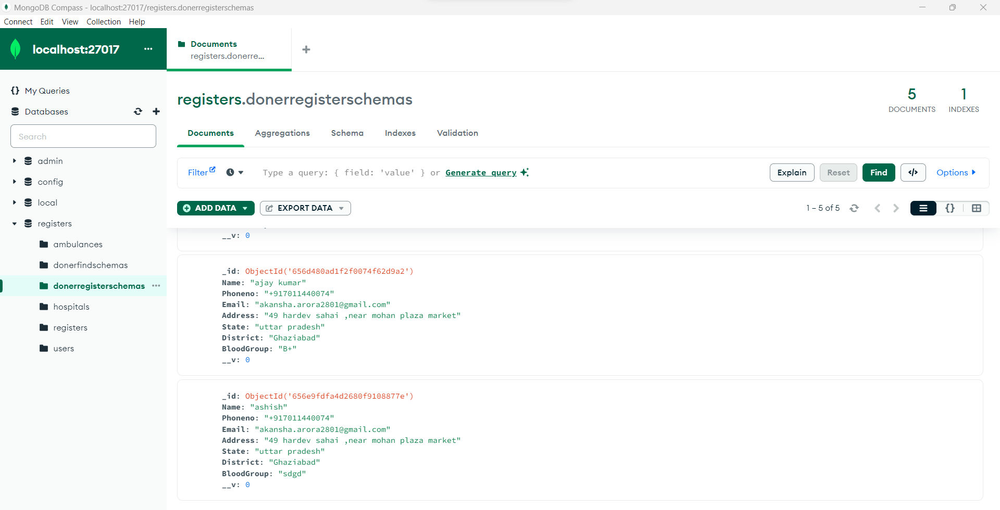 MongoDB Compass - localhost:27017/registers.donerregisterschemas
Connect Edit View Collection Help
localhost:27017
Documents
registers.donerre...
My Queries
Databases
Search
admin
config
local
registers
ambulances
donerfindschemas
donerregisterschemas
hospitals
registers
users
registers.donerregisterschemas
5
DOCUMENTS
1
INDEXES
Documents Aggregations Schema Indexes Validation
Filter Type a query: { field: 'value' } or Generate query Explain Reset Find </> Options
ADD DATA EXPORT DATA 1 – 5 of 5 {}
__v: 0
_id: ObjectId('656d480ad1f2f0074f62d9a2')
Name: "ajay kumar"
Phoneno: "+917011440074"
Email: "akansha.arora2801@gmail.com"
Address: "49 hardev sahai ,near mohan plaza market"
State: "uttar pradesh"
District: "Ghaziabad"
BloodGroup: "B+"
__v: 0
_id: ObjectId('656e9fdfa4d2680f9108877e')
Name: "ashish"
Phoneno: "+917011440074"
Email: "akansha.arora2801@gmail.com"
Address: "49 hardev sahai ,near mohan plaza market"
State: "uttar pradesh"
District: "Ghaziabad"
BloodGroup: "sdgd"
__v: 0